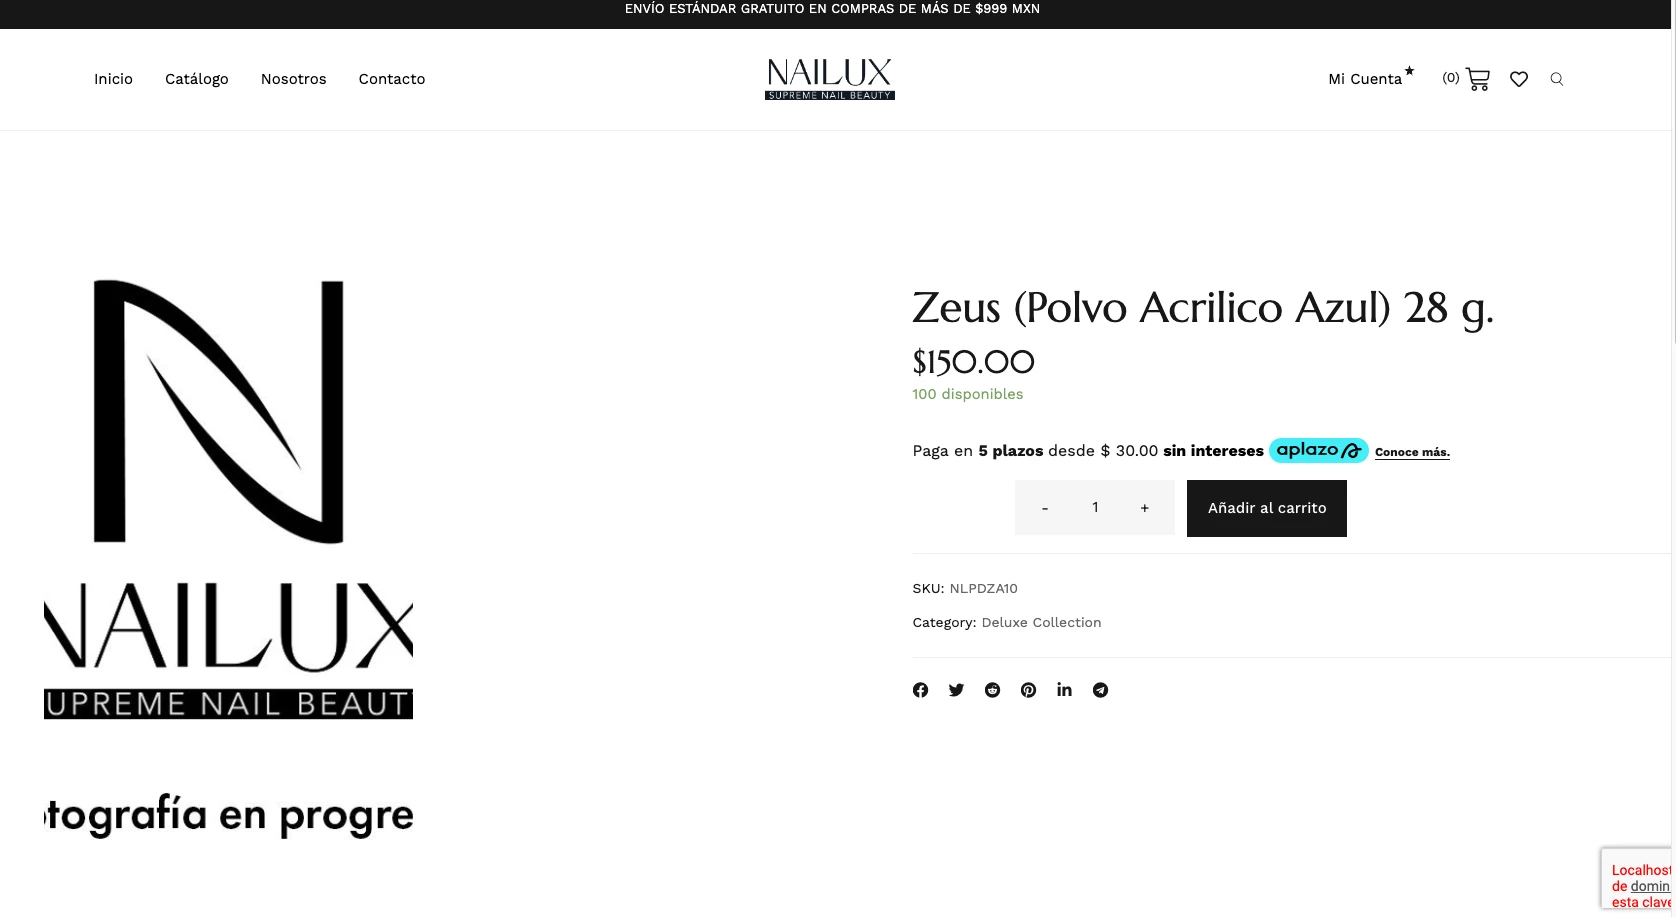 ENVÍO ESTÁNDAR GRATUITO EN COMPRAS DE MÁS DE $999 MXN
Inicio Catálogo Nosotros Contacto
NAILUX
SUPREME NAIL BEAUTY
Mi Cuenta (0)
N
NAILUX
UPREME NAIL BEAUT
tografía en progre
Zeus (Polvo Acrilico Azul) 28 g.
$150.00
100 disponibles
Paga en 5 plazos desde $ 30.00 sin intereses aplazo Conoce más.
- 1 + Añadir al carrito
SKU: NLPDZA10
Category: Deluxe Collection
Localhost
de domin
esta clave